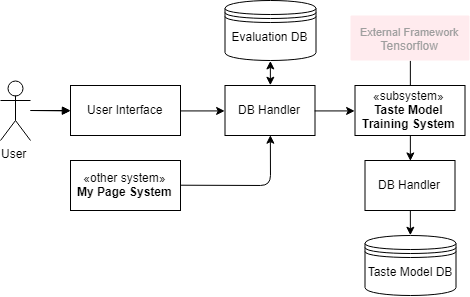 External Framework
Tensorflow
Evaluation DB
User Interface
DB Handler
«subsystem»
Taste Model
Training System
User
«other system»
My Page System
DB Handler
Taste Model DB